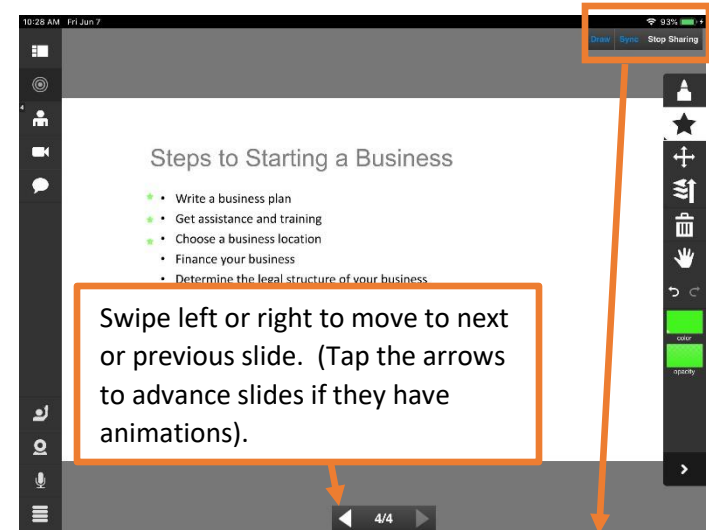 10:28 AM Fri Jun 7
93%
Draw Sync Stop Sharing
4
Steps to Starting a Business
• Write a business plan
• Get assistance and training
• Choose a business location
• Finance your business
• Determine the legal structure of your business
Swipe left or right to move to next
or previous slide. (Tap the arrows
to advance slides if they have
animations).
color
opacity
4/4